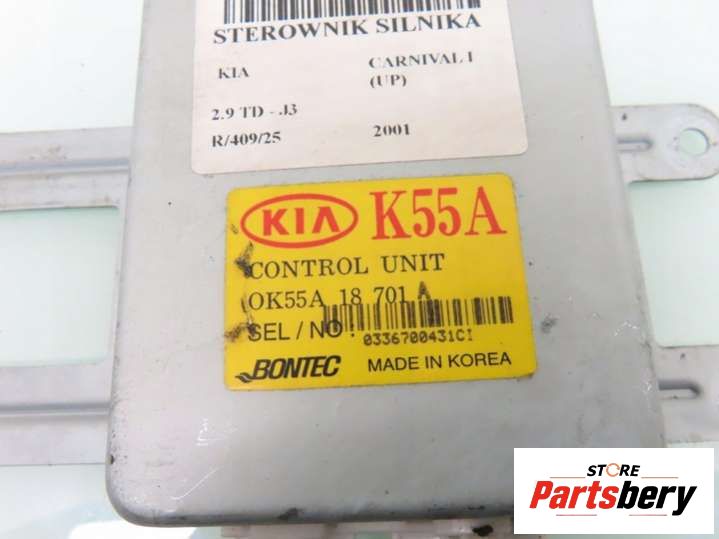 STEROWNIK SILNIKA
KIA CARNIVAL I
(UP)
2.9 TD - J3
R/409/25 2001
KIA K55A
CONTROL UNIT
OK55A 18 701 A
SEL / NO :
0336700431CI
BONTEC MADE IN KOREA
STORE
Partsbery